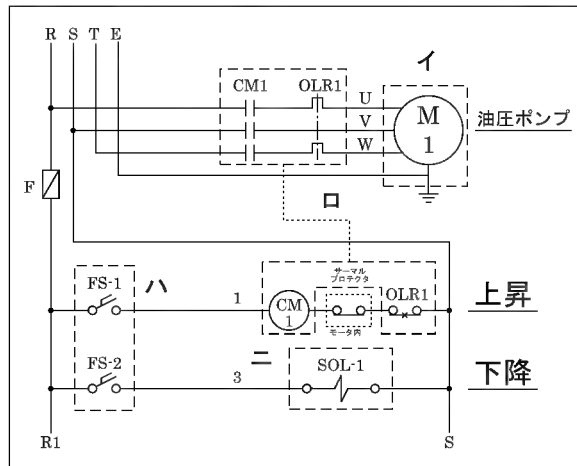 R S T E
イ
CM1 OLR1
U
M
1
V
W
油圧ポンプ
F
ロ
サーマル
プロテクタ
FS-1
ハ
1
CM
1
OLR1
上昇
モータ内
FS-2
ニ
3
SOL-1
下降
R1
S